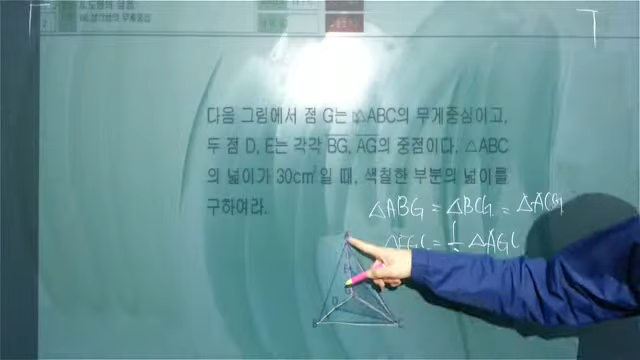 다음 그림에서 점 G는 △ABC의 무게중심이고,
두 점 D, E는 각각 BG, AG의 중점이다. △ABC
의 넓이가 30cm²일 때, 색칠한 부분의 넓이를
구하여라.
△ABG = △BCG = △ACG
= 1/2 △AGC
D
B